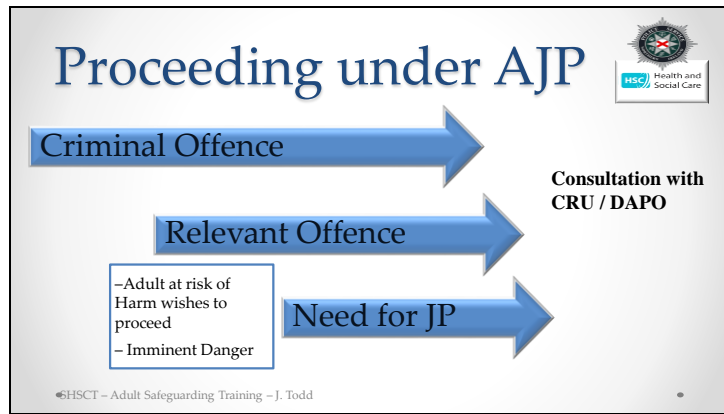 Proceeding under AJP
HSC Health and
Social Care
Criminal Offence
Consultation with
CRU / DAPO
Relevant Offence
–Adult at risk of
Harm wishes to
proceed
– Imminent Danger
Need for JP
SHSCT – Adult Safeguarding Training – J. Todd